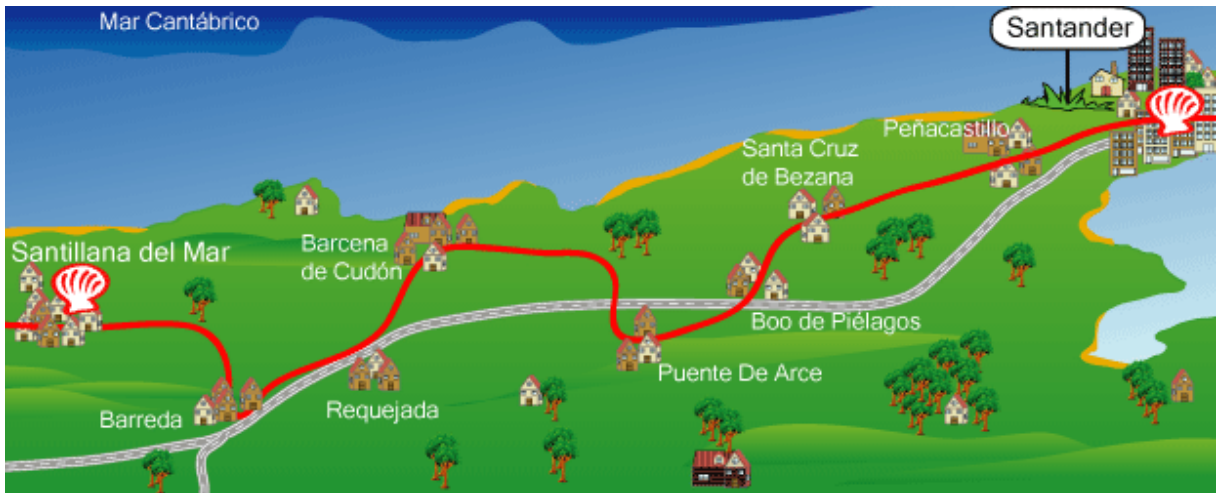 Mar Cantábrico
Santander
Peñacastillo
Santa Cruz
de Bezana
Santillana del Mar
Barcena
de Cudón
Boo de Piélagos
Puente De Arce
Requejada
Barreda